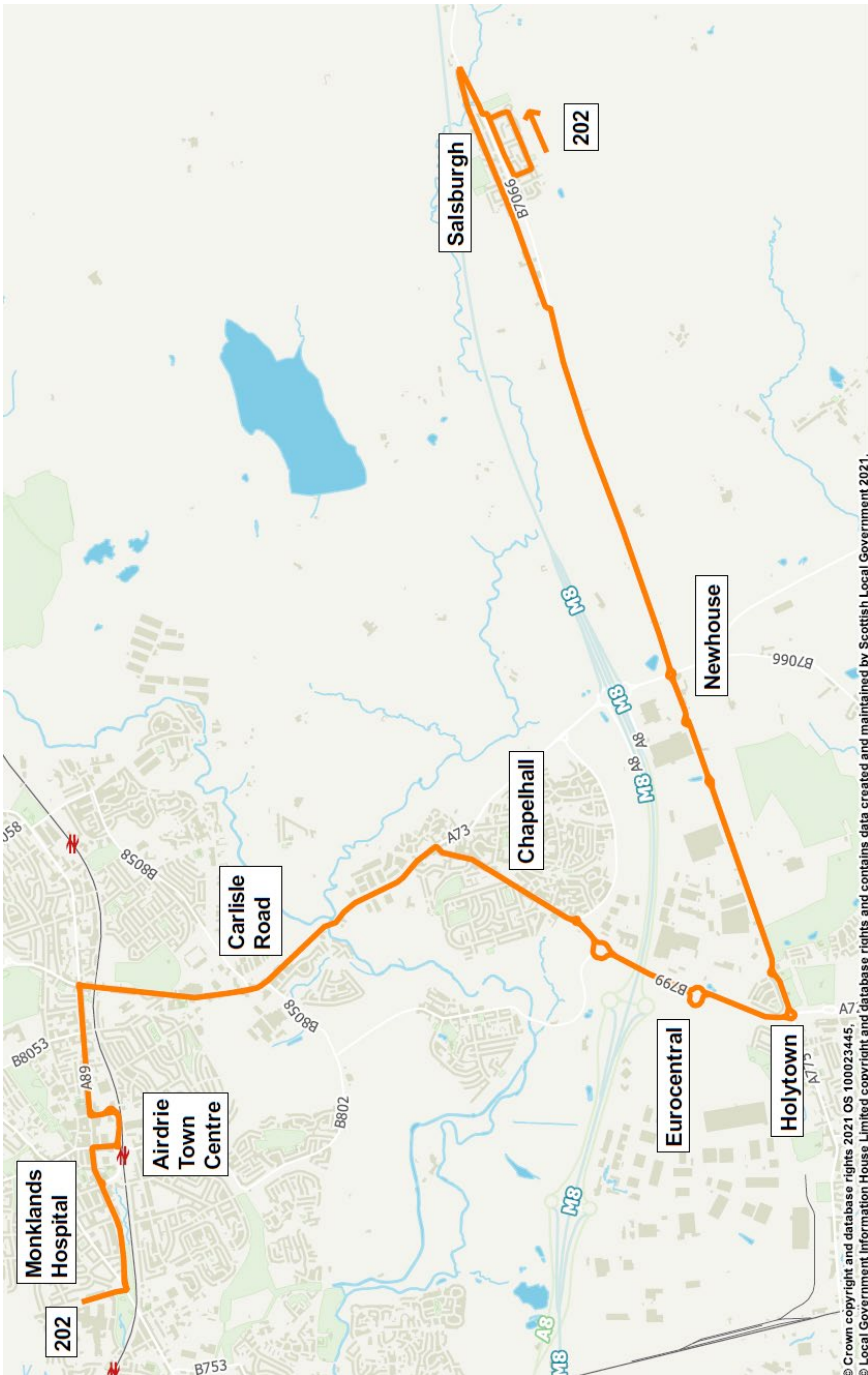 202
Monklands
Hospital
Airdrie
Town
Centre
Carlisle
Road
Chapelhall
Eurocentral
Holytown
Newhouse
Salsburgh
202
A89
B8053
B8058
B8058
B802
B753
A73
B799
A775
M8
M8
M8
M8
M8
A8
A8
A8
B7066
B7066
© Crown copyright and database rights 2021 OS 100023445,
© Local Government Information House Limited copyright and database rights and contains data created and maintained by Scottish Local Government 2021.